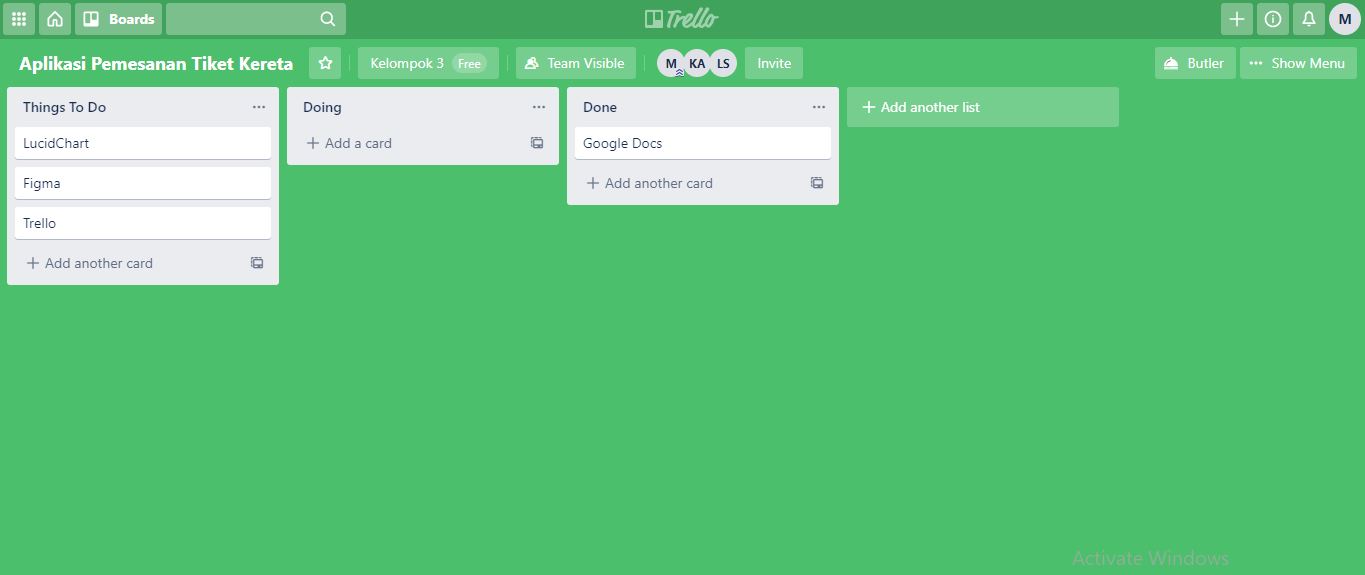 Boards
Trello
M
Aplikasi Pemesanan Tiket Kereta
Kelompok 3 Free
Team Visible
M KA LS
Invite
Butler
Show Menu
Things To Do
LucidChart
Figma
Trello
Add another card
Doing
Add a card
Done
Google Docs
Add another card
Add another list
Activate Windows